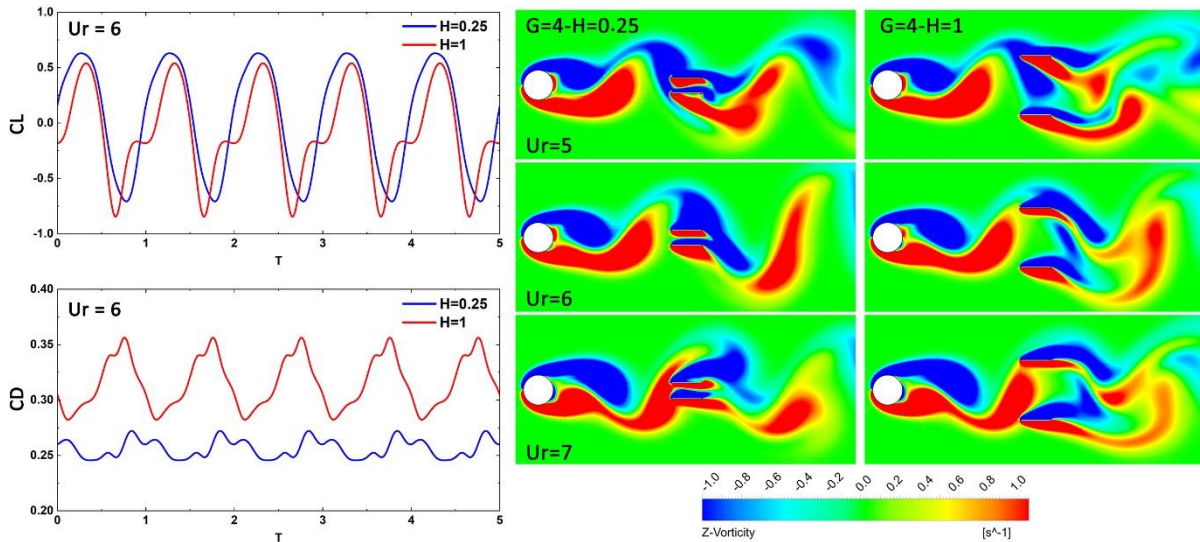 Ur = 6
H=0.25
H=1
1.0
0.5
0.0
-0.5
-1.0
CL
0 1 2 3 4 5
T
Ur = 6
H=0.25
H=1
0.40
0.35
0.30
0.25
0.20
CD
0 1 2 3 4 5
T
G=4-H=0.25
G=4-H=1
Ur=5
Ur=6
Ur=7
-1.0 -0.8 -0.6 -0.4 -0.2 0.0 0.2 0.4 0.6 0.8 1.0
Z-Vorticity [s^-1]